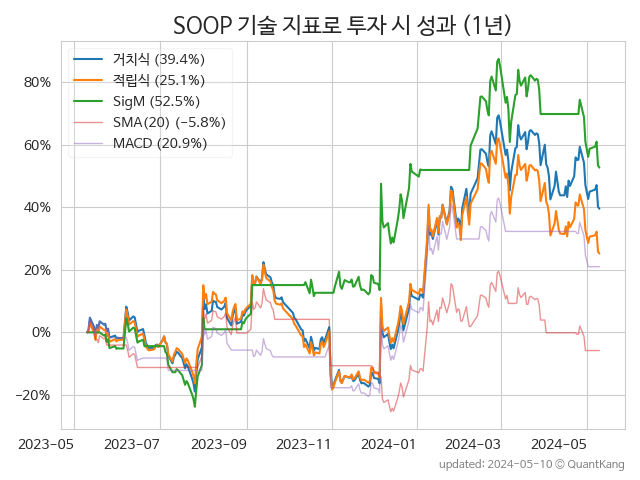 SOOP 기술 지표로 투자 시 성과 (1년)
거치식 (39.4%)
적립식 (25.1%)
SigM (52.5%)
SMA(20) (−5.8%)
MACD (20.9%)
80%
60%
40%
20%
0%
−20%
2023-05 2023-07 2023-09 2023-11 2024-01 2024-03 2024-05
updated: 2024-05-10 © QuantKang